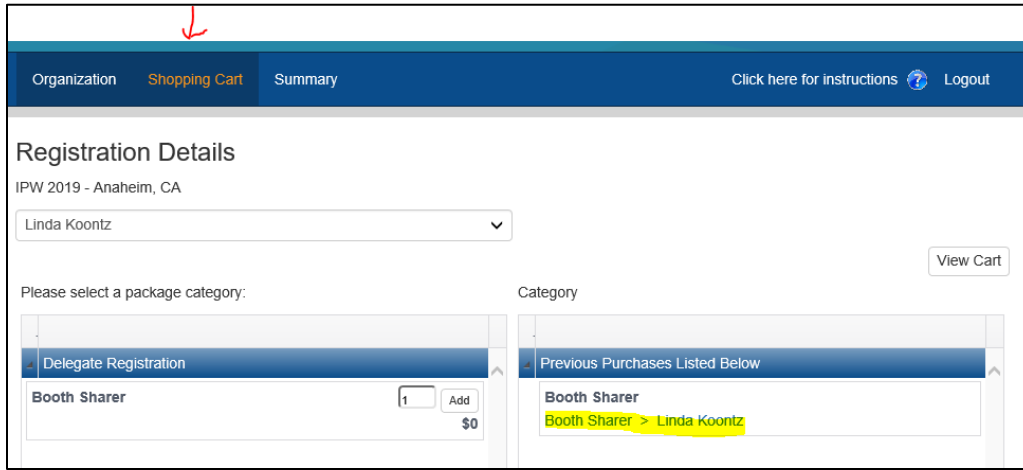 Organization Shopping Cart Summary Click here for instructions ? Logout
Registration Details
IPW 2019 - Anaheim, CA
Linda Koontz
View Cart
Please select a package category:
Category
Delegate Registration
Booth Sharer 1 Add
$0
Previous Purchases Listed Below
Booth Sharer
Booth Sharer > Linda Koontz